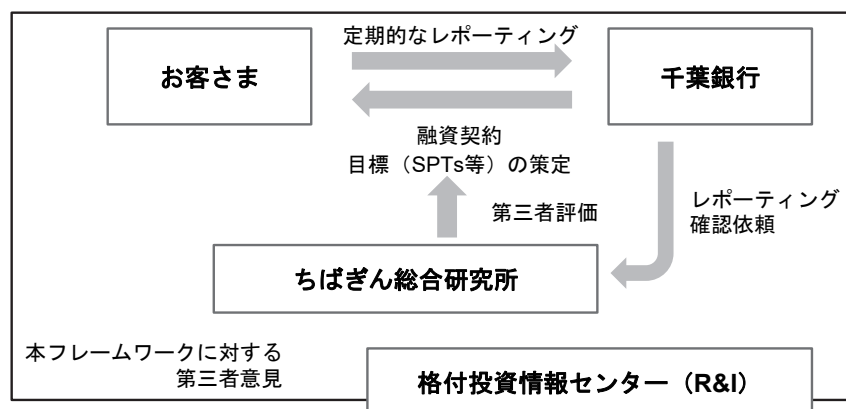 定期的なレポーティング
お客さま
千葉銀行
融資契約
目標（SPTs等）の策定
第三者評価
レポーティング
確認依頼
ちばぎん総合研究所
本フレームワークに対する
第三者意見
格付投資情報センター（R&I）